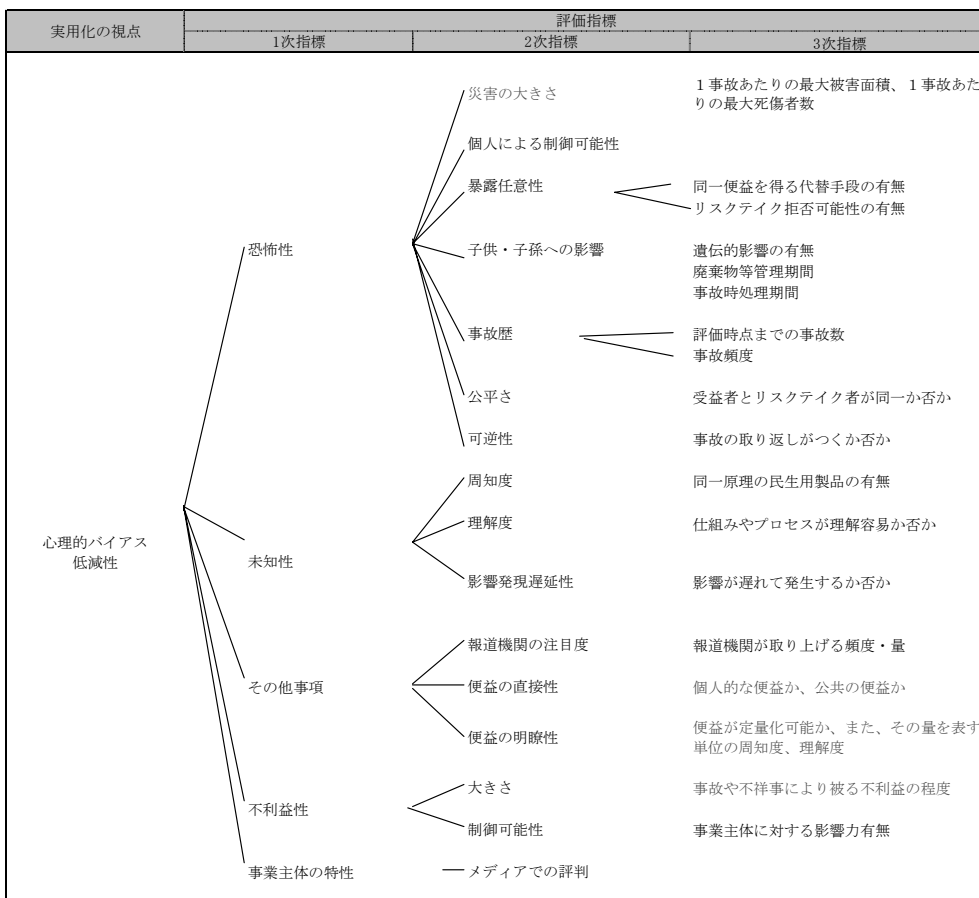 実用化の視点
評価指標
1次指標
2次指標
3次指標
心理的バイアス
低減性
恐怖性
災害の大きさ
１事故あたりの最大被害面積、１事故あた
りの最大死傷者数
個人による制御可能性
暴露任意性
同一便益を得る代替手段の有無
リスクテイク拒否可能性の有無
子供・子孫への影響
遺伝的影響の有無
廃棄物等管理期間
事故時処理期間
事故歴
評価時点までの事故数
事故頻度
公平さ
受益者とリスクテイク者が同一か否か
可逆性
事故の取り返しがつくか否か
未知性
周知度
同一原理の民生用製品の有無
理解度
仕組みやプロセスが理解容易か否か
影響発現遅延性
影響が遅れて発生するか否か
その他事項
報道機関の注目度
報道機関が取り上げる頻度・量
便益の直接性
個人的な便益か、公共の便益か
便益の明瞭性
便益が定量化可能か、また、その量を表す
単位の周知度、理解度
不利益性
大きさ
事故や不祥事により被る不利益の程度
制御可能性
事業主体に対する影響力有無
事業主体の特性
メディアでの評判